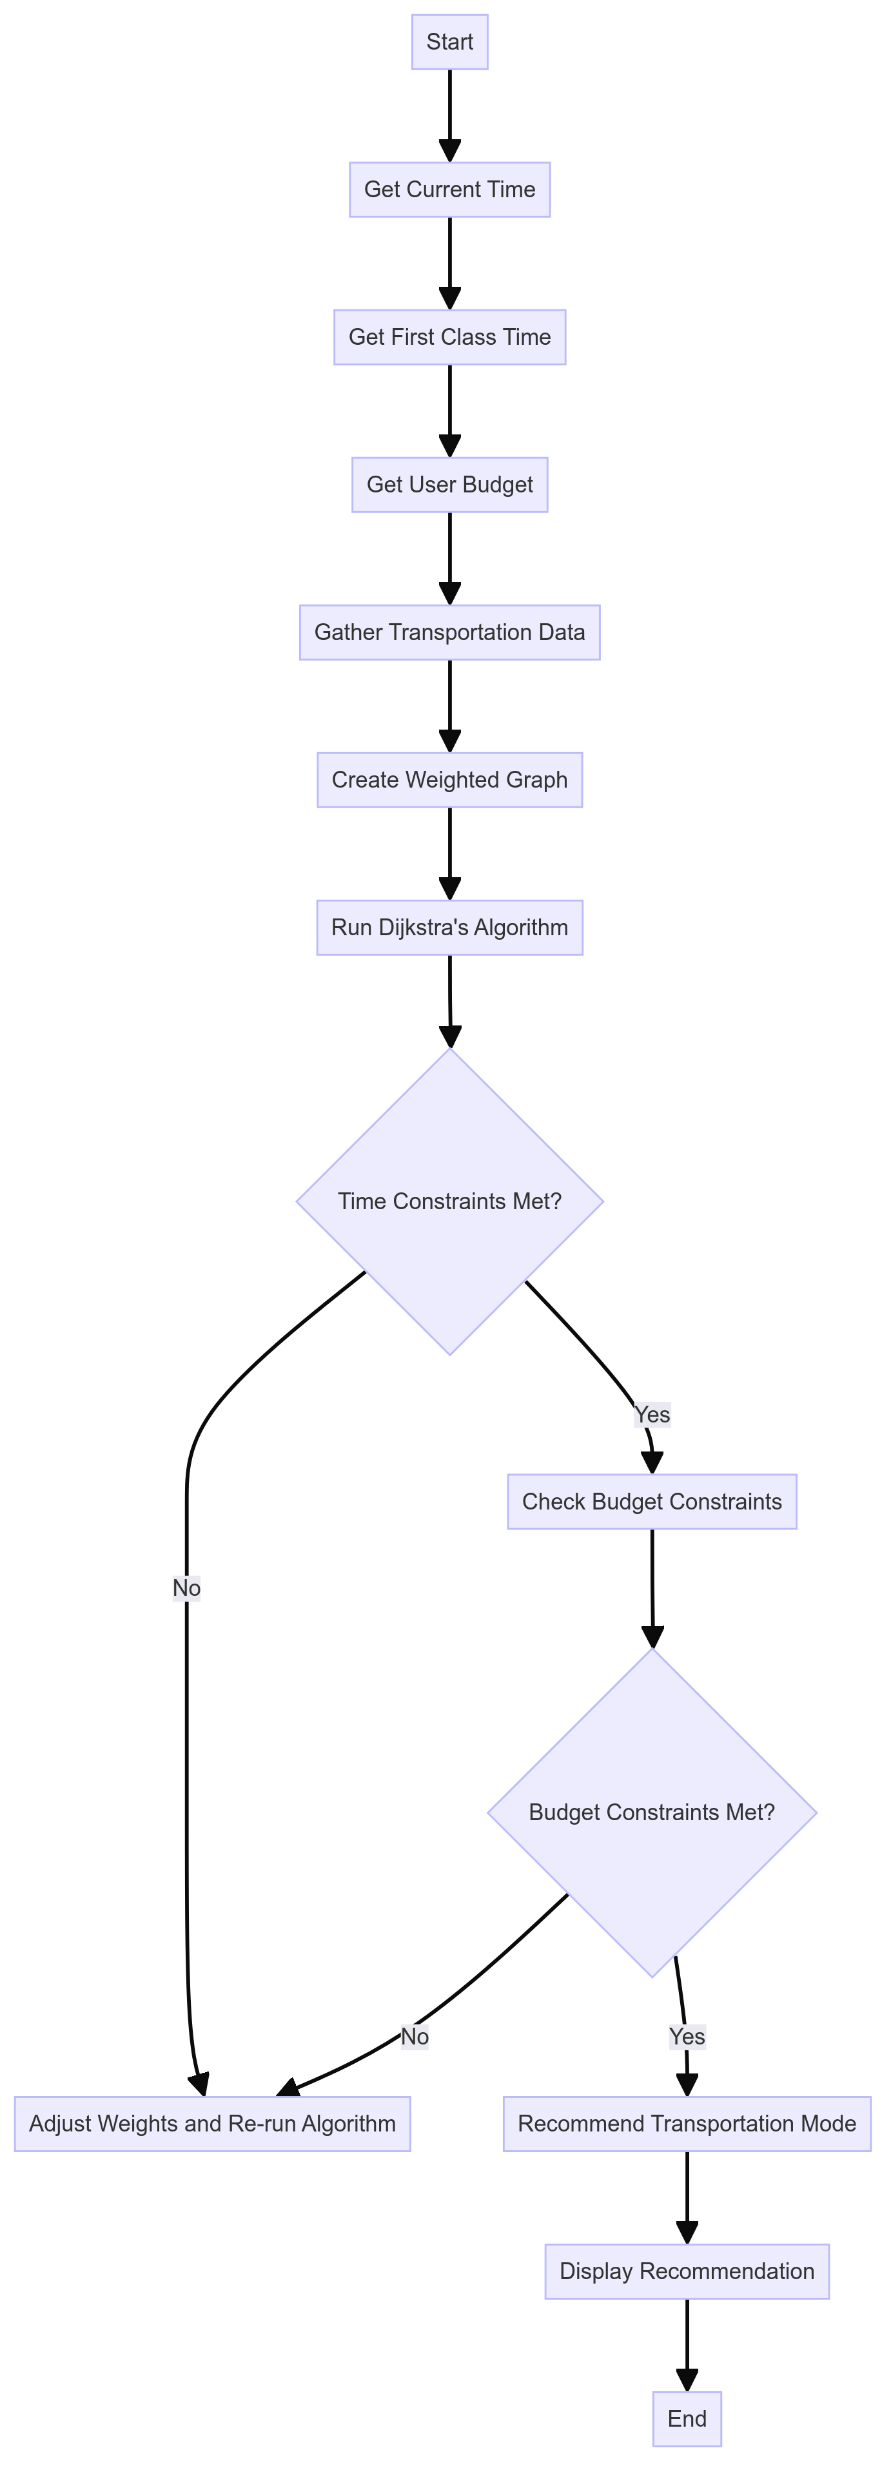 Start
Get Current Time
Get First Class Time
Get User Budget
Gather Transportation Data
Create Weighted Graph
Run Dijkstra's Algorithm
Time Constraints Met?
Yes
Check Budget Constraints
No
Budget Constraints Met?
No
Yes
Adjust Weights and Re-run Algorithm
Recommend Transportation Mode
Display Recommendation
End